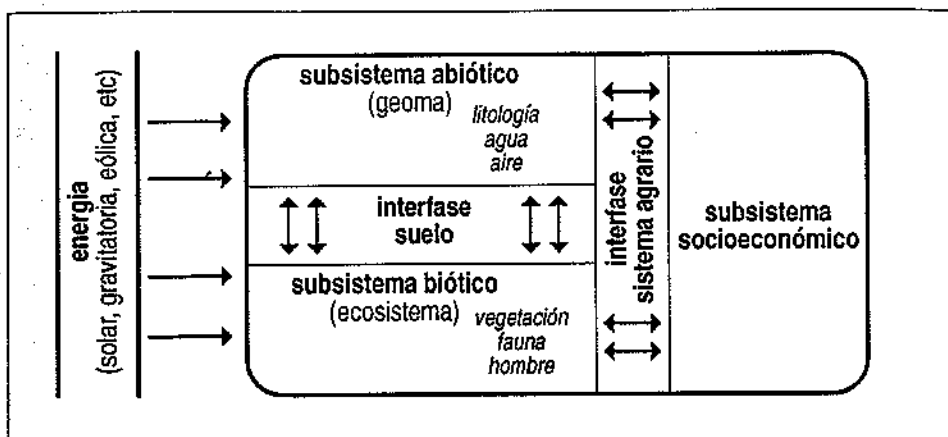 energia
(solar, gravitatoria, eólica, etc)
subsistema abiótico
(geoma)
litología
agua
aire
interfase
suelo
subsistema biótico
(ecosistema)
vegetación
fauna
hombre
interfase
sistema agrario
subsistema
socioeconómico